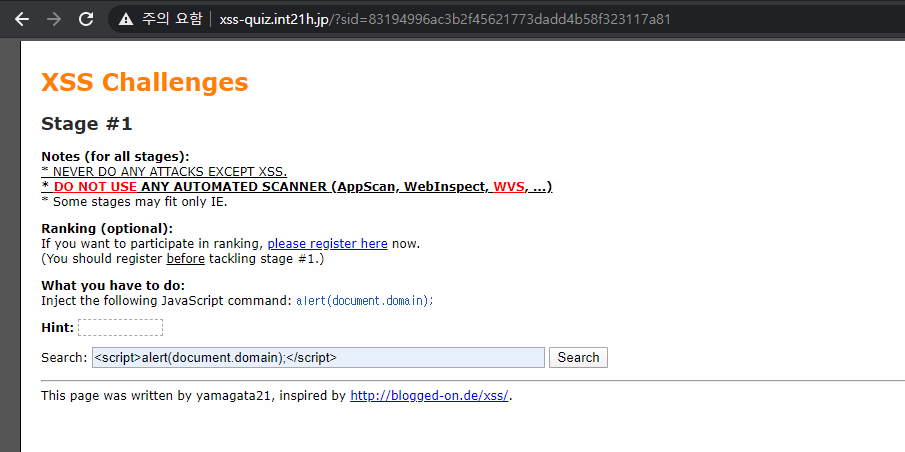 주의 요함 | xss-quiz.int21h.jp/?sid=83194996ac3b2f45621773dadd4b58f323117a81
XSS Challenges
Stage #1
Notes (for all stages):
* NEVER DO ANY ATTACKS EXCEPT XSS.
* DO NOT USE ANY AUTOMATED SCANNER (AppScan, WebInspect, WVS, ...)
* Some stages may fit only IE.
Ranking (optional):
If you want to participate in ranking, please register here now.
(You should register before tackling stage #1.)
What you have to do:
Inject the following JavaScript command: alert(document.domain);
Hint:
Search: <script>alert(document.domain);</script> Search
This page was written by yamagata21, inspired by http://blogged-on.de/xss/.